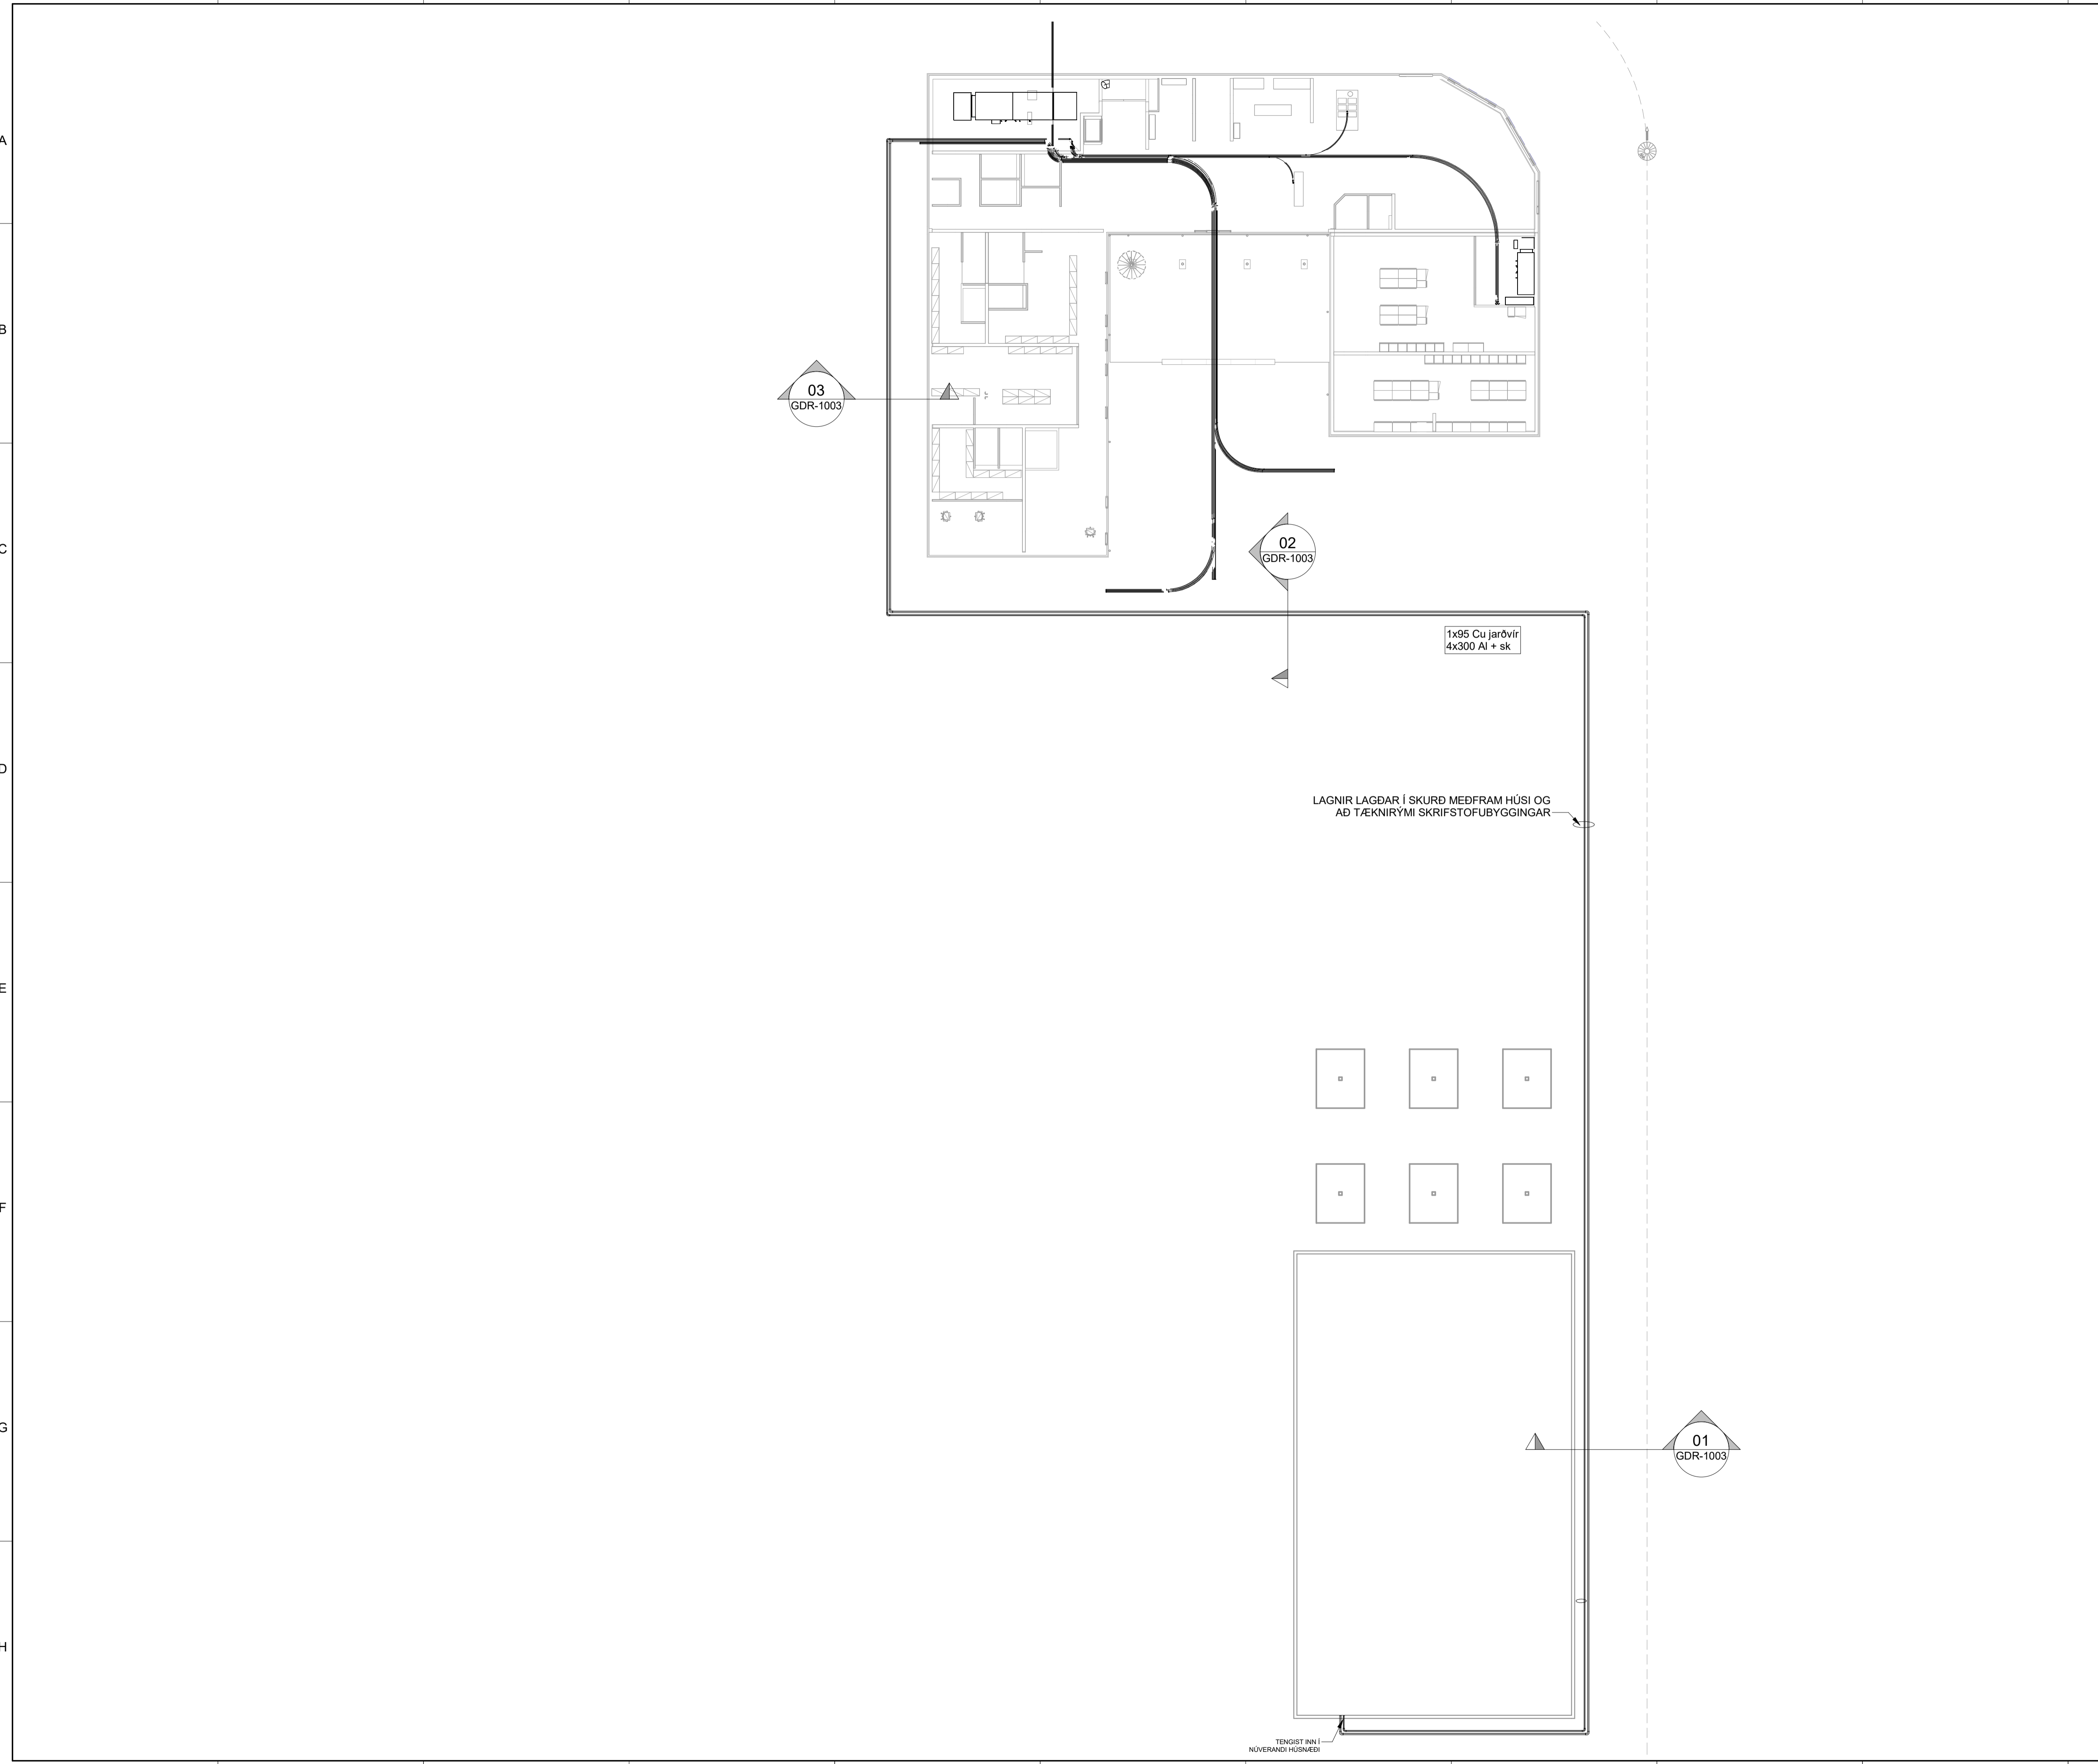 A
B
03
GDR-1003
02
GDR-1003
C
1x95 Cu jarðvír
4x300 Al + sk
D
LAGNIR LAGÐAR Í SKURÐ MEÐFRAM HÚSI OG
AÐ TÆKNIRÝMI SKRIFSTOFUBYGGINGAR
E
F
G
01
GDR-1003
H
TENGIST INN Í
NÚVERANDI HÚSNÆÐI